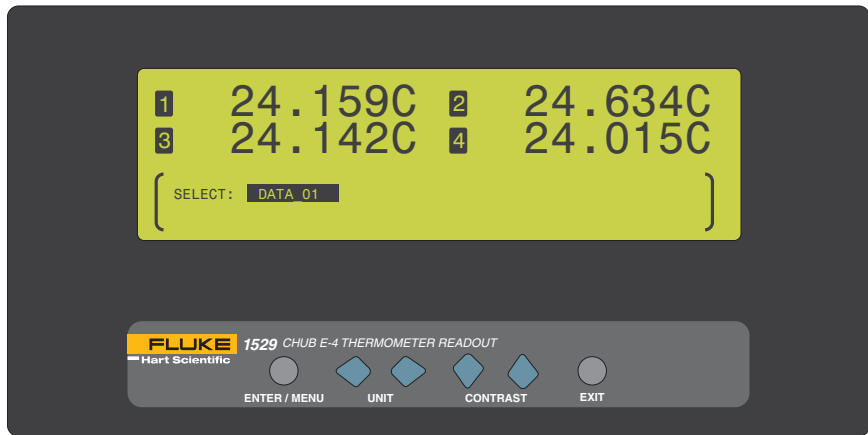 1 24.159C 2 24.634C
3 24.142C 4 24.015C
SELECT: DATA_01
FLUKE 1529 CHUB E-4 THERMOMETER READOUT
Hart Scientific
ENTER / MENU UNIT CONTRAST EXIT